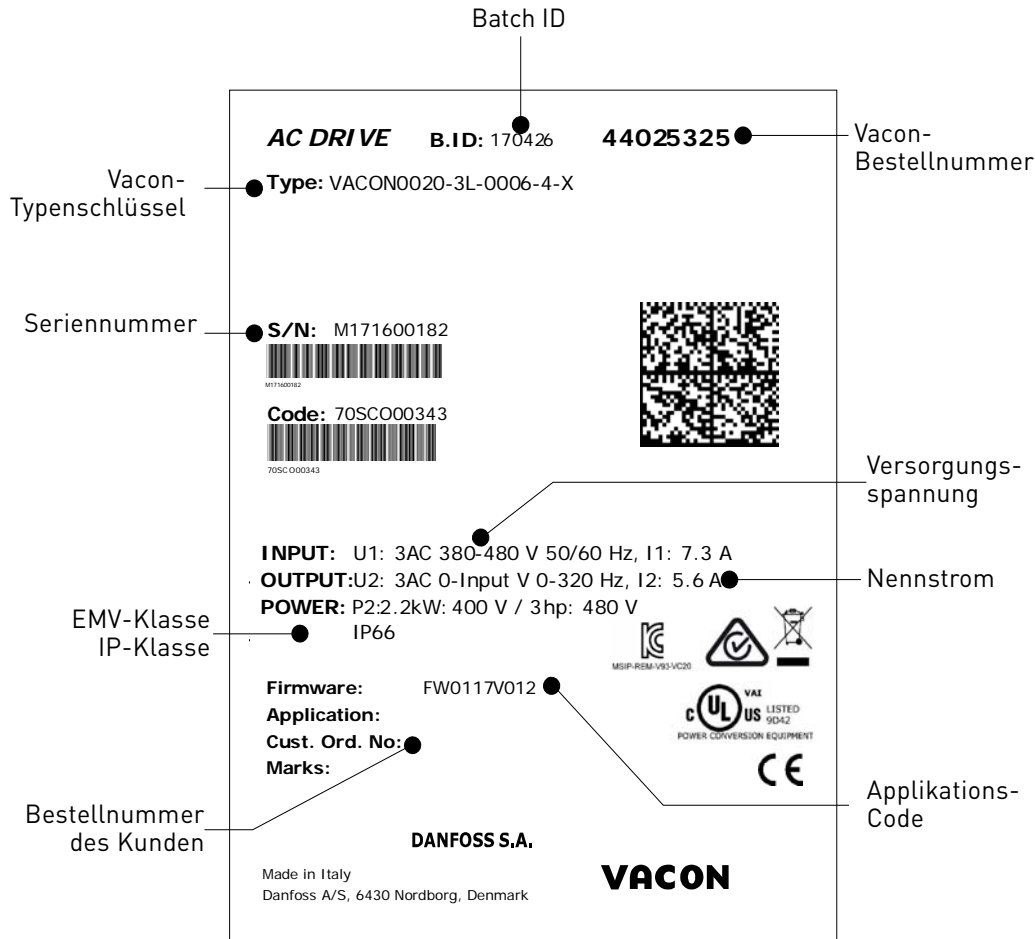 Batch ID
AC DRIVE B.ID: 170426 44025325
Vacon-
Bestellnummer
Vacon-
Typenschlüssel
Type: VACON0020-3L-0006-4-X
Seriennummer
S/N: M171600182
M171600182
Code: 70SCO00343
70SCO00343
Versorgungs-
spannung
INPUT: U1: 3AC 380-480 V 50/60 Hz, I1: 7.3 A
OUTPUT:U2: 3AC 0-Input V 0-320 Hz, I2: 5.6 A
Nennstrom
POWER: P2:2.2kW: 400 V / 3hp: 480 V
EMV-Klasse
IP-Klasse
IP66
MSIP-REM-V93-VC20
Firmware: FW0117V012
Application:
Cust. Ord. No:
Marks:
VAI
C UL US LISTED
9D42
POWER CONVERSION EQUIPMENT
CE
Applikations-
Code
Bestellnummer
des Kunden
DANFOSS S.A.
Made in Italy
Danfoss A/S, 6430 Nordborg, Denmark
VACON